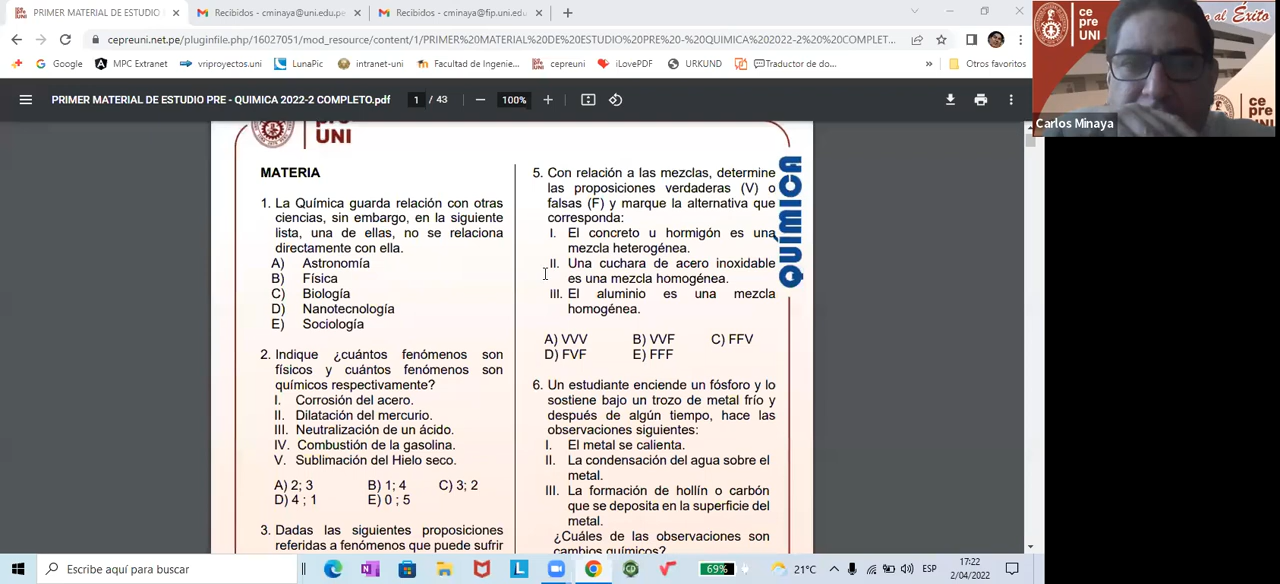 PRIMER MATERIAL DE ESTUDIO
Recibidos - cminaya@uni.edu.pe
Recibidos - cminaya@fip.uni.edu
cepreuni.net.pe/pluginfile.php/16027051/mod_resource/content/1/PRIMER%20MATERIAL%20DE%20ESTUDIO%20PRE%20-%20QUIMICA%202022-2%20%20COMPLET...
Google
MPC Extranet
vriproyectos.uni
LunaPic
intranet-uni
Facultad de Ingenie...
cepreuni
iLovePDF
URKUND
Traductor de do...
»
Otros favoritos
PRIMER MATERIAL DE ESTUDIO PRE - QUIMICA 2022-2 COMPLETO.pdf
1 / 43
100%
ce
pre
UNI
al Éxito
ce
pre
UNI
Carlos Minaya
UNI
QUÍMICA
MATERIA
1. La Química guarda relación con otras
ciencias, sin embargo, en la siguiente
lista, una de ellas, no se relaciona
directamente con ella.
A) Astronomía
B) Física
C) Biología
D) Nanotecnología
E) Sociología
2. Indique ¿cuántos fenómenos son
físicos y cuántos fenómenos son
químicos respectivamente?
I. Corrosión del acero.
II. Dilatación del mercurio.
III. Neutralización de un ácido.
IV. Combustión de la gasolina.
V. Sublimación del Hielo seco.
A) 2; 3 B) 1; 4 C) 3; 2
D) 4 ; 1 E) 0 ; 5
3. Dadas las siguientes proposiciones
referidas a fenómenos que puede sufrir
5. Con relación a las mezclas, determine
las proposiciones verdaderas (V) o
falsas (F) y marque la alternativa que
corresponda:
I. El concreto u hormigón es una
mezcla heterogénea.
II. Una cuchara de acero inoxidable
es una mezcla homogénea.
III. El aluminio es una mezcla
homogénea.
A) VVV B) VVF C) FFV
D) FVF E) FFF
6. Un estudiante enciende un fósforo y lo
sostiene bajo un trozo de metal frío y
después de algún tiempo, hace las
observaciones siguientes:
I. El metal se calienta.
II. La condensación del agua sobre el
metal.
III. La formación de hollín o carbón
que se deposita en la superficie del
metal.
¿Cuáles de las observaciones son
cambios químicos?
Escribe aquí para buscar
69%
21°C
ESP
17:22
2/04/2022